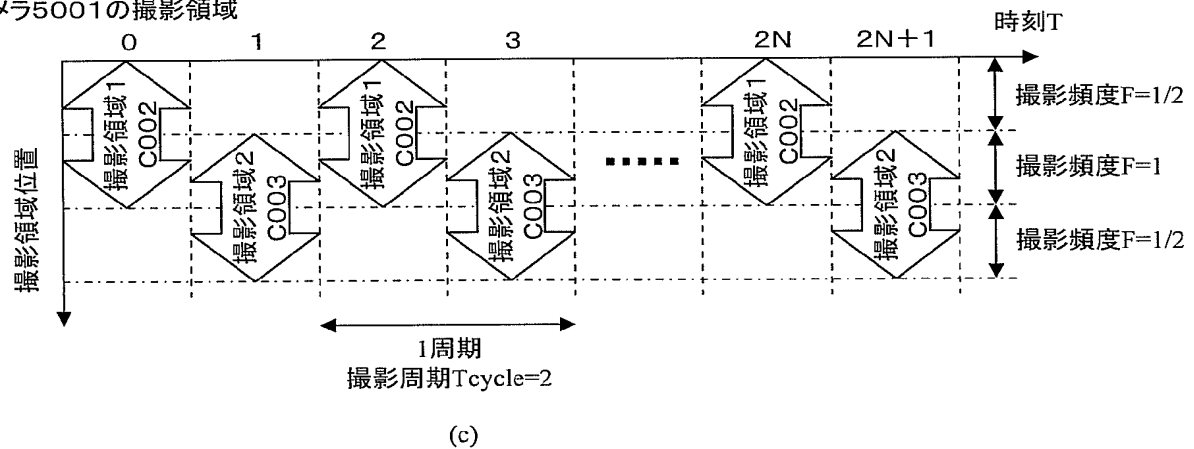 メラ5001の撮影領域
時刻T
0 1 2 3 2N 2N+1
撮影領域位置
撮影領域1
C002
撮影領域2
C003
撮影領域1
C002
撮影領域2
C003
撮影領域1
C002
撮影領域2
C003
撮影頻度F=1/2
撮影頻度F=1
撮影頻度F=1/2
1周期
撮影周期Tcycle=2
(c)